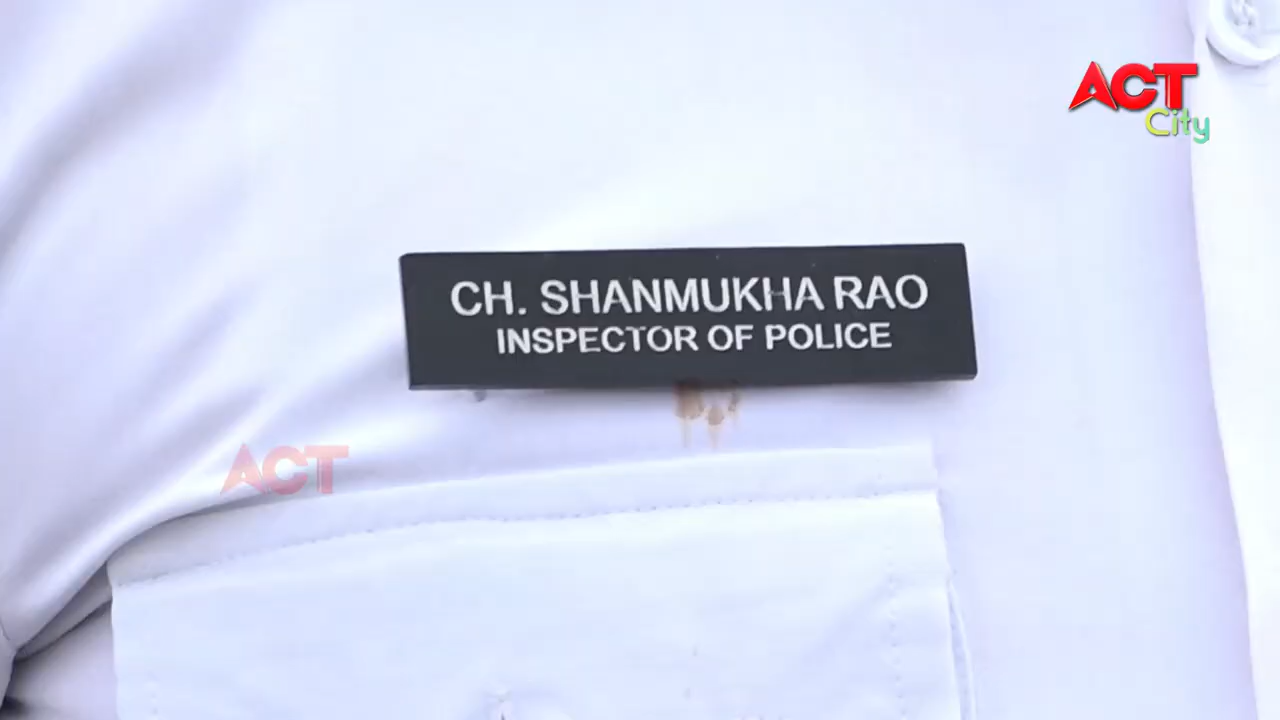 ACT
City
CH. SHANMUKHA RAO
INSPECTOR OF POLICE
ACT